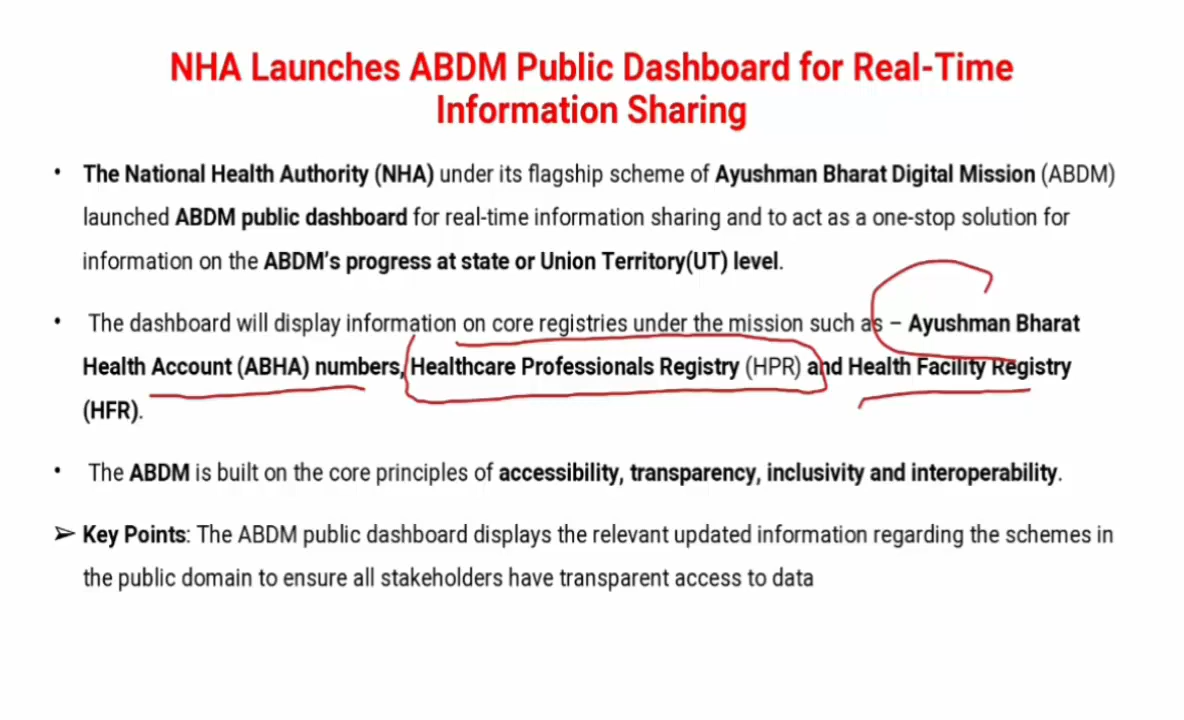 NHA Launches ABDM Public Dashboard for Real-Time
Information Sharing
• The National Health Authority (NHA) under its flagship scheme of Ayushman Bharat Digital Mission (ABDM)
launched ABDM public dashboard for real-time information sharing and to act as a one-stop solution for
information on the ABDM's progress at state or Union Territory(UT) level.
• The dashboard will display information on core registries under the mission such as – Ayushman Bharat
Health Account (ABHA) numbers, Healthcare Professionals Registry (HPR) and Health Facility Registry
(HFR).
• The ABDM is built on the core principles of accessibility, transparency, inclusivity and interoperability.
➢ Key Points: The ABDM public dashboard displays the relevant updated information regarding the schemes in
the public domain to ensure all stakeholders have transparent access to data